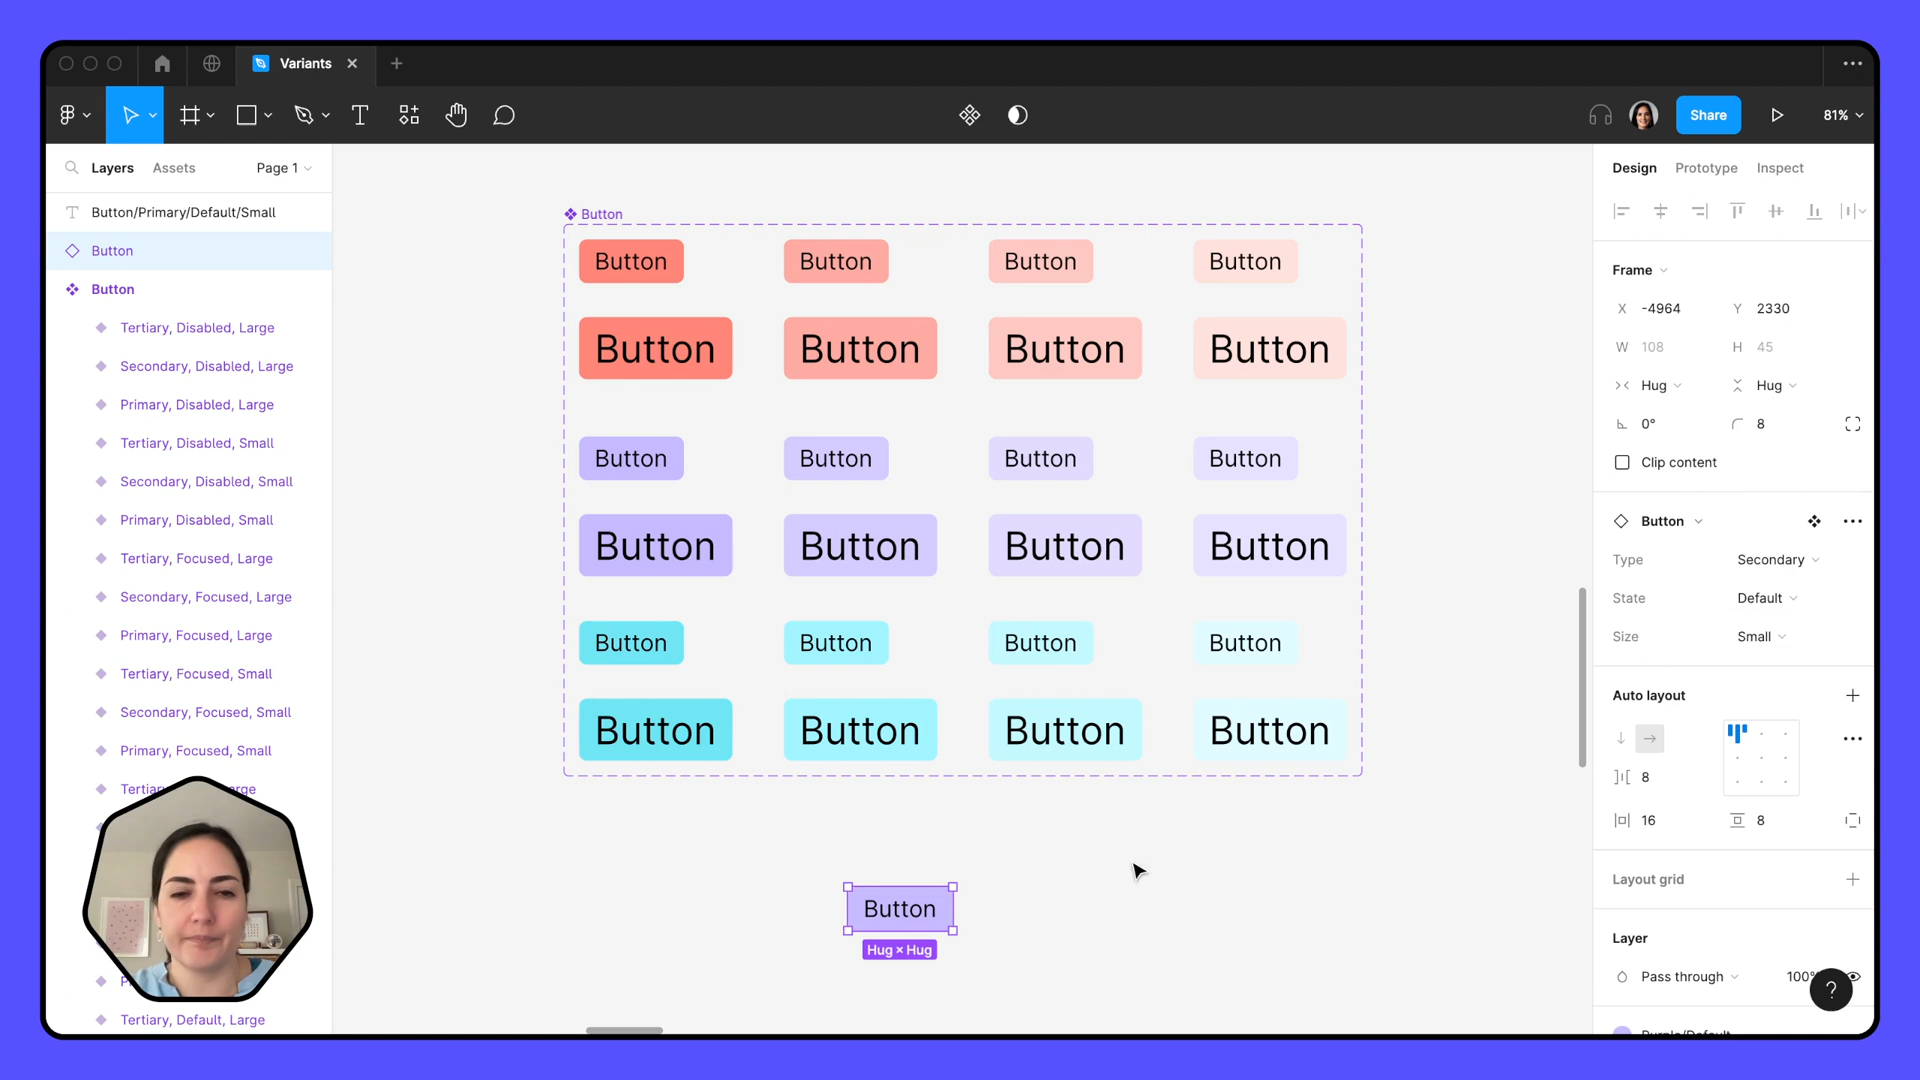 Variants
Share
81%
Layers
Assets
Page 1
Button/Primary/Default/Small
Button
Button
Tertiary, Disabled, Large
Secondary, Disabled, Large
Primary, Disabled, Large
Tertiary, Disabled, Small
Secondary, Disabled, Small
Primary, Disabled, Small
Tertiary, Focused, Large
Secondary, Focused, Large
Primary, Focused, Large
Tertiary, Focused, Small
Secondary, Focused, Small
Primary, Focused, Small
Tertiary, Default, Large
Button
Button Button Button Button
Button Button Button Button
Button Button Button Button
Button Button Button Button
Button Button Button Button
Button Button Button Button
Button
Hug × Hug
Design
Prototype
Inspect
Frame
X -4964 Y 2330
W 108 H 45
Hug Hug
0° 8
Clip content
Button
Type Secondary
State Default
Size Small
Auto layout
8
16 8
Layout grid
Layer
Pass through 100%
?
Purple/Default